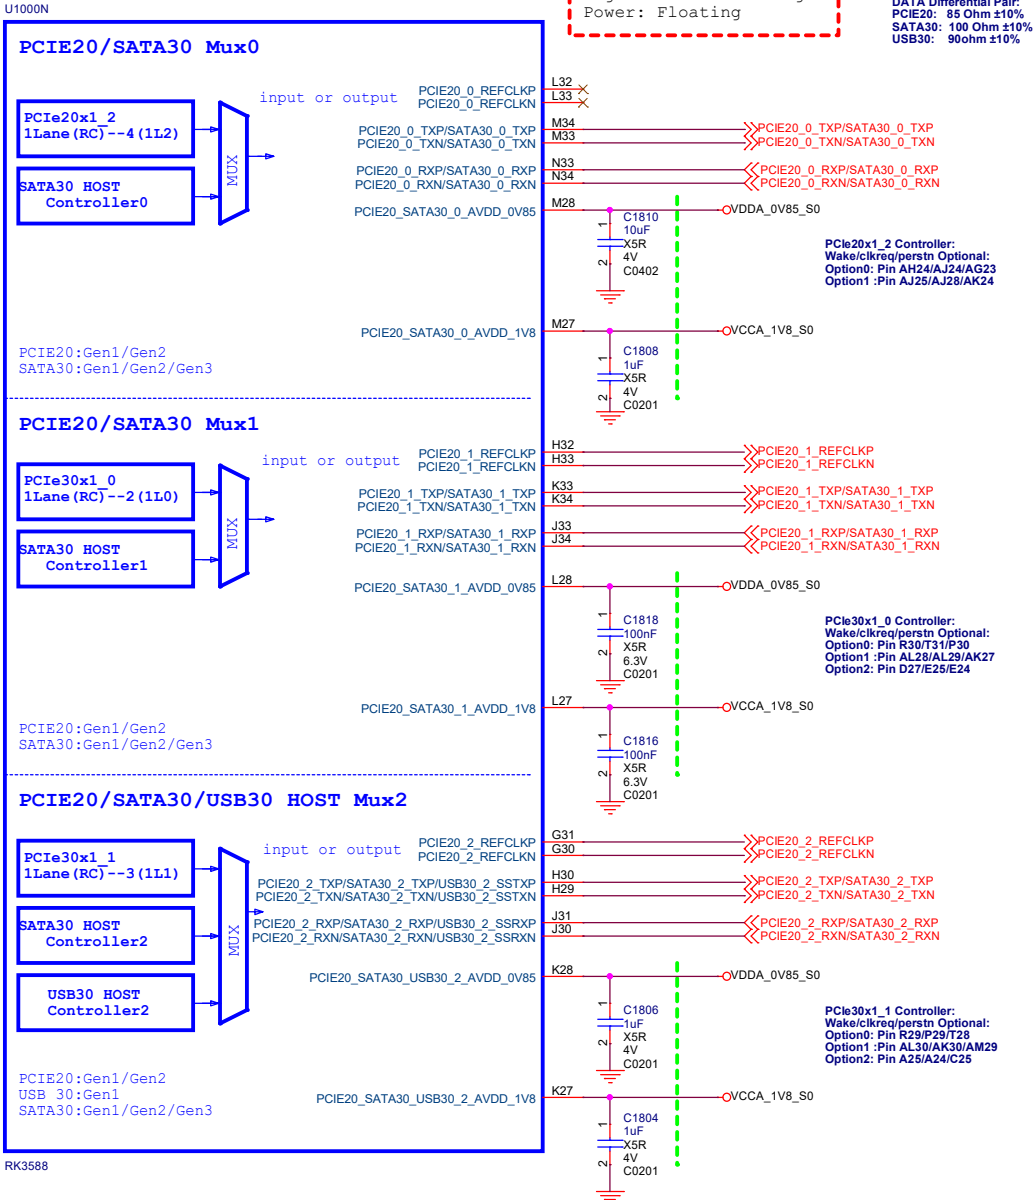 U1000N
Power: Floating
DATA Differential Pair:
PCIE20: 85 Ohm ±10%
SATA30: 100 Ohm ±10%
USB30: 90ohm ±10%
PCIE20/SATA30 Mux0
PCIe20x1_2
1Lane(RC)--4(1L2)
SATA30 HOST
Controller0
MUX
input or output
PCIE20_0_REFCLKP
PCIE20_0_REFCLKN
PCIE20_0_TXP/SATA30_0_TXP
PCIE20_0_TXN/SATA30_0_TXN
PCIE20_0_RXP/SATA30_0_RXP
PCIE20_0_RXN/SATA30_0_RXN
PCIE20_SATA30_0_AVDD_0V85
PCIE20_SATA30_0_AVDD_1V8
L32
L33
M34
M33
N33
N34
M28
M27
PCIE20_0_TXP/SATA30_0_TXP
PCIE20_0_TXN/SATA30_0_TXN
PCIE20_0_RXP/SATA30_0_RXP
PCIE20_0_RXN/SATA30_0_RXN
VDDA_0V85_S0
1
2
C1810
10uF
X5R
4V
C0402
PCIe20x1_2 Controller:
Wake/clkreq/perstn Optional:
Option0: Pin AH24/AJ24/AG23
Option1 :Pin AJ25/AJ28/AK24
VCCA_1V8_S0
1
2
C1808
1uF
X5R
4V
C0201
PCIE20:Gen1/Gen2
SATA30:Gen1/Gen2/Gen3
PCIE20/SATA30 Mux1
PCIe30x1_0
1Lane(RC)--2(1L0)
SATA30 HOST
Controller1
MUX
input or output
PCIE20_1_REFCLKP
PCIE20_1_REFCLKN
PCIE20_1_TXP/SATA30_1_TXP
PCIE20_1_TXN/SATA30_1_TXN
PCIE20_1_RXP/SATA30_1_RXP
PCIE20_1_RXN/SATA30_1_RXN
PCIE20_SATA30_1_AVDD_0V85
PCIE20_SATA30_1_AVDD_1V8
H32
H33
K33
K34
J33
J34
L28
L27
PCIE20_1_REFCLKP
PCIE20_1_REFCLKN
PCIE20_1_TXP/SATA30_1_TXP
PCIE20_1_TXN/SATA30_1_TXN
PCIE20_1_RXP/SATA30_1_RXP
PCIE20_1_RXN/SATA30_1_RXN
VDDA_0V85_S0
1
2
C1818
100nF
X5R
6.3V
C0201
PCIe30x1_0 Controller:
Wake/clkreq/perstn Optional:
Option0: Pin R30/T31/P30
Option1 :Pin AL28/AL29/AK27
Option2: Pin D27/E25/E24
VCCA_1V8_S0
1
2
C1816
100nF
X5R
6.3V
C0201
PCIE20:Gen1/Gen2
SATA30:Gen1/Gen2/Gen3
PCIE20/SATA30/USB30 HOST Mux2
PCIe30x1_1
1Lane(RC)--3(1L1)
SATA30 HOST
Controller2
USB30 HOST
Controller2
MUX
input or output
PCIE20_2_REFCLKP
PCIE20_2_REFCLKN
PCIE20_2_TXP/SATA30_2_TXP/USB30_2_SSTXP
PCIE20_2_TXN/SATA30_2_TXN/USB30_2_SSTXN
PCIE20_2_RXP/SATA30_2_RXP/USB30_2_SSRXP
PCIE20_2_RXN/SATA30_2_RXN/USB30_2_SSRXN
PCIE20_SATA30_USB30_2_AVDD_0V85
PCIE20_SATA30_USB30_2_AVDD_1V8
G31
G30
H30
H29
J31
J30
K28
K27
PCIE20_2_REFCLKP
PCIE20_2_REFCLKN
PCIE20_2_TXP/SATA30_2_TXP
PCIE20_2_TXN/SATA30_2_TXN
PCIE20_2_RXP/SATA30_2_RXP
PCIE20_2_RXN/SATA30_2_RXN
VDDA_0V85_S0
1
2
C1806
1uF
X5R
4V
C0201
PCIe30x1_1 Controller:
Wake/clkreq/perstn Optional:
Option0: Pin R29/P29/T28
Option1 :Pin AL30/AK30/AM29
Option2: Pin A25/A24/C25
VCCA_1V8_S0
1
2
C1804
1uF
X5R
4V
C0201
PCIE20:Gen1/Gen2
USB 30:Gen1
SATA30:Gen1/Gen2/Gen3
RK3588